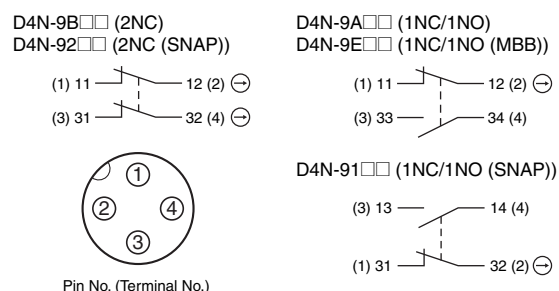 D4N-9B□□ (2NC)
D4N-92□□ (2NC (SNAP))
(1) 11 12 (2)
(3) 31 32 (4)
1
2 4
3
Pin No. (Terminal No.)
D4N-9A□□ (1NC/1NO)
D4N-9E□□ (1NC/1NO (MBB))
(1) 11 12 (2)
(3) 33 34 (4)
D4N-91□□ (1NC/1NO (SNAP))
(3) 13 14 (4)
(1) 31 32 (2)